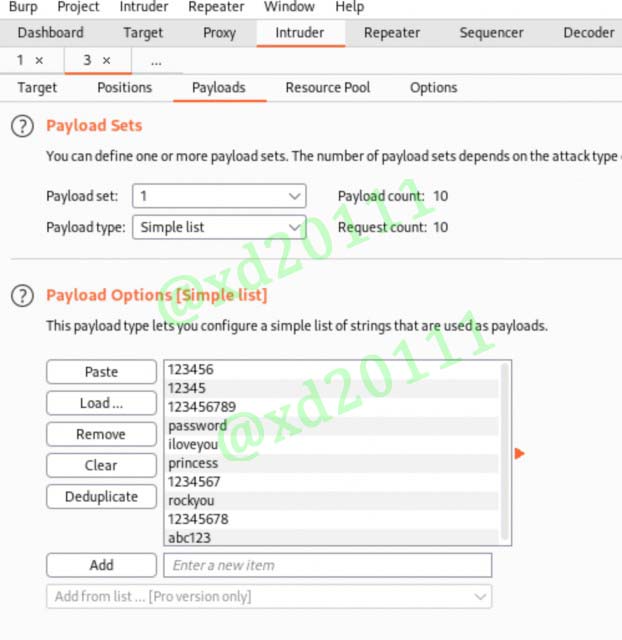 Burp Project Intruder Repeater Window Help
Dashboard Target Proxy Intruder Repeater Sequencer Decoder
1 × 3 × ...
Target Positions Payloads Resource Pool Options
? Payload Sets
You can define one or more payload sets. The number of payload sets depends on the attack type
Payload set: 1 Payload count: 10
Payload type: Simple list Request count: 10
@xd20111
? Payload Options [Simple list]
This payload type lets you configure a simple list of strings that are used as payloads.
@xd20111
Paste
Load ...
Remove
Clear
Deduplicate
123456
12345
123456789
password
iloveyou
princess
1234567
rockyou
12345678
abc123
Add Enter a new item
Add from list ... [Pro version only]